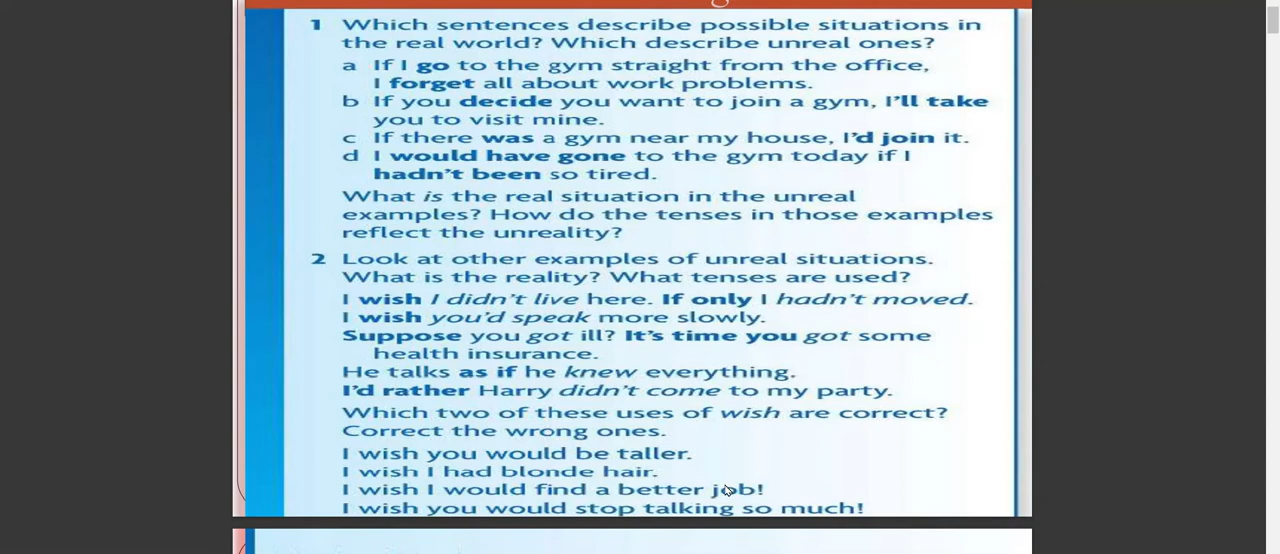 1 Which sentences describe possible situations in
the real world? Which describe unreal ones?
a If I go to the gym straight from the office,
I forget all about work problems.
b If you decide you want to join a gym, I'll take
you to visit mine.
c If there was a gym near my house, I'd join it.
d I would have gone to the gym today if I
hadn't been so tired.
What is the real situation in the unreal
examples? How do the tenses in those examples
reflect the unreality?
2 Look at other examples of unreal situations.
What is the reality? What tenses are used?
I wish I didn't live here. If only I hadn't moved.
I wish you'd speak more slowly.
Suppose you got ill? It's time you got some
health insurance.
He talks as if he knew everything.
I'd rather Harry didn't come to my party.
Which two of these uses of wish are correct?
Correct the wrong ones.
I wish you would be taller.
I wish I had blonde hair.
I wish I would find a better job!
I wish you would stop talking so much!